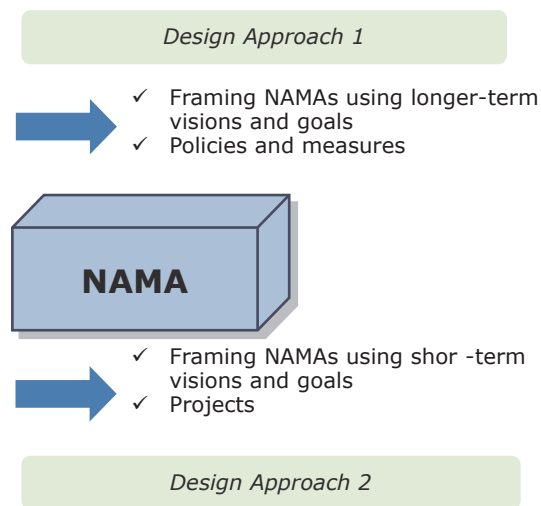 Design Approach 1
✓ Framing NAMAs using longer-term
visions and goals
✓ Policies and measures
NAMA
✓ Framing NAMAs using shor -term
visions and goals
✓ Projects
Design Approach 2